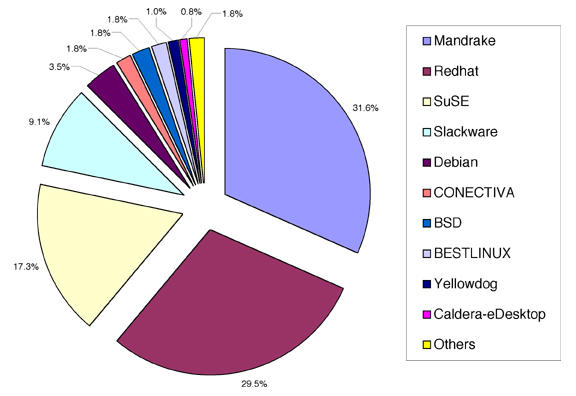 1.0%
0.8%
1.8%
1.8%
1.8%
1.8%
3.5%
9.1%
17.3%
29.5%
31.6%
Mandrake
Redhat
SuSE
Slackware
Debian
CONECTIVA
BSD
BESTLINUX
Yellowdog
Caldera-eDesktop
Others